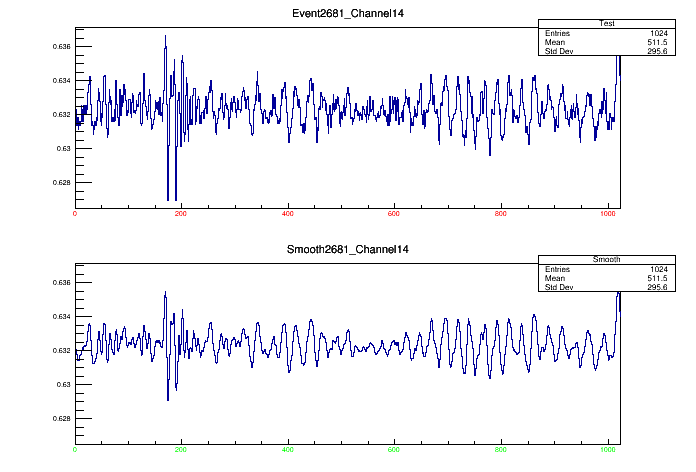 Event2681_Channel14
Test
Entries 1024
Mean 511.5
Std Dev 295.6
0.636
0.634
0.632
0.63
0.628
0 200 400 600 800 1000
Smooth2681_Channel14
Smooth
Entries 1024
Mean 511.5
Std Dev 295.6
0.636
0.634
0.632
0.63
0.628
0 200 400 600 800 1000